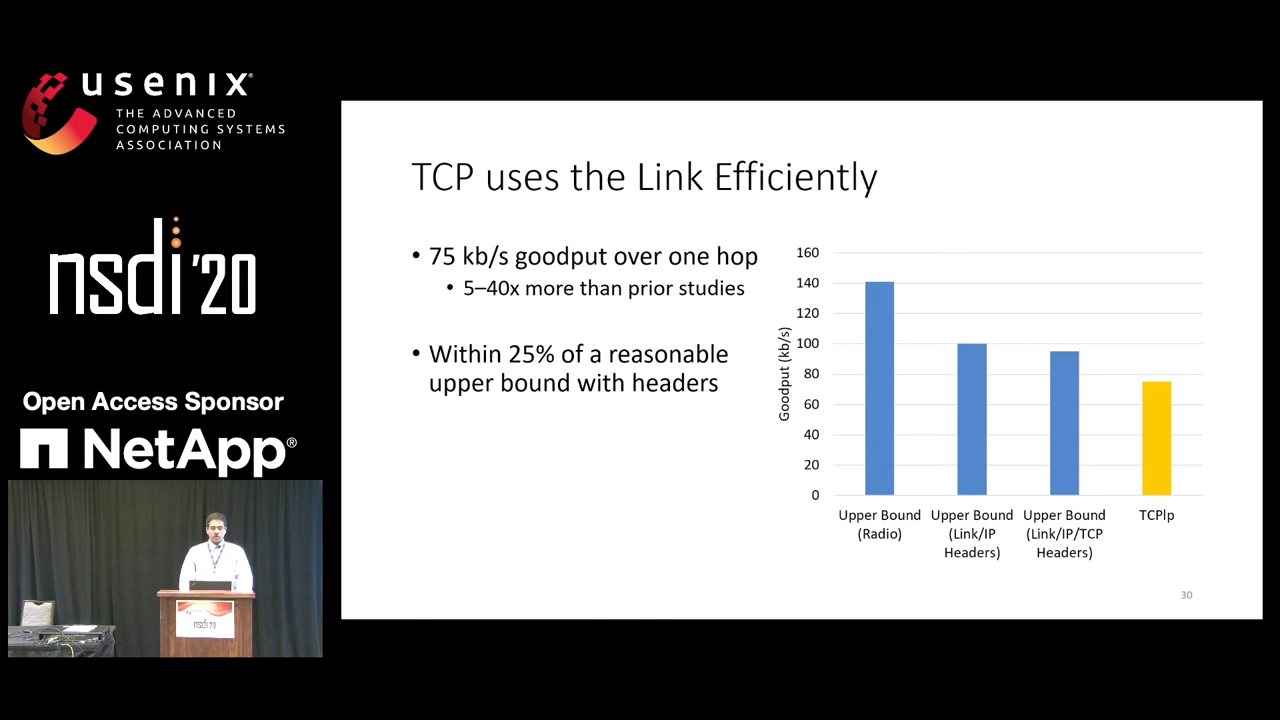 usenix®
THE ADVANCED
COMPUTING SYSTEMS
ASSOCIATION
nsdi '20
Open Access Sponsor
NetApp®
nsdi '20
TCP uses the Link Efficiently
• 75 kb/s goodput over one hop
• 5–40x more than prior studies
• Within 25% of a reasonable
upper bound with headers
Goodput (kb/s)
160
140
120
100
80
60
40
20
0
Upper Bound
(Radio)
Upper Bound
(Link/IP
Headers)
Upper Bound
(Link/IP/TCP
Headers)
TCPlp
30